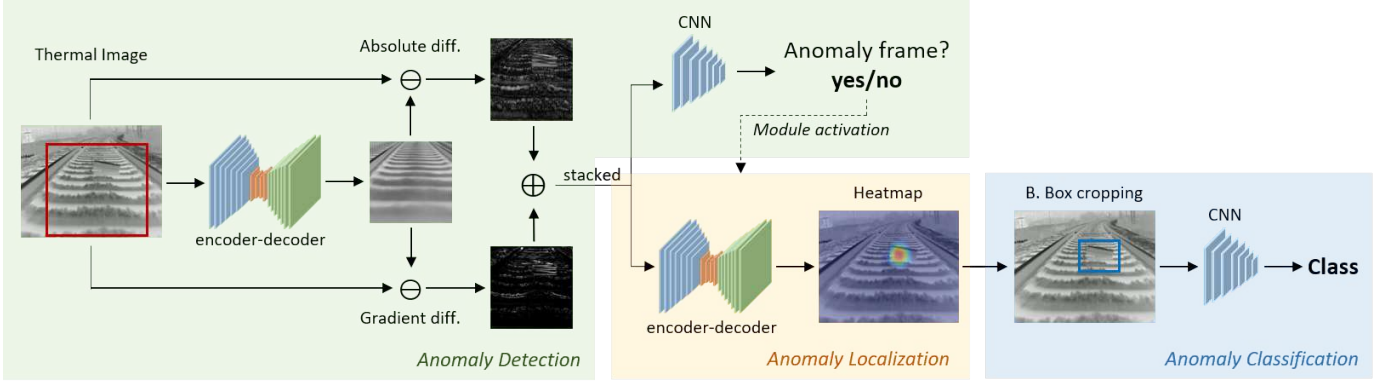 Thermal Image
encoder-decoder
Absolute diff.
Gradient diff.
stacked
Anomaly Detection
CNN
Anomaly frame?
yes/no
Module activation
encoder-decoder
Heatmap
Anomaly Localization
B. Box cropping
CNN
Class
Anomaly Classification